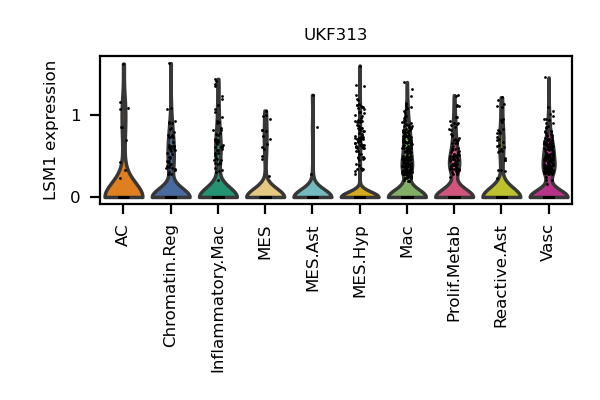 UKF313
LSM1 expression
1
0
AC
Chromatin.Reg
Inflammatory.Mac
MES
MES.Ast
MES.Hyp
Mac
Prolif.Metab
Reactive.Ast
Vasc